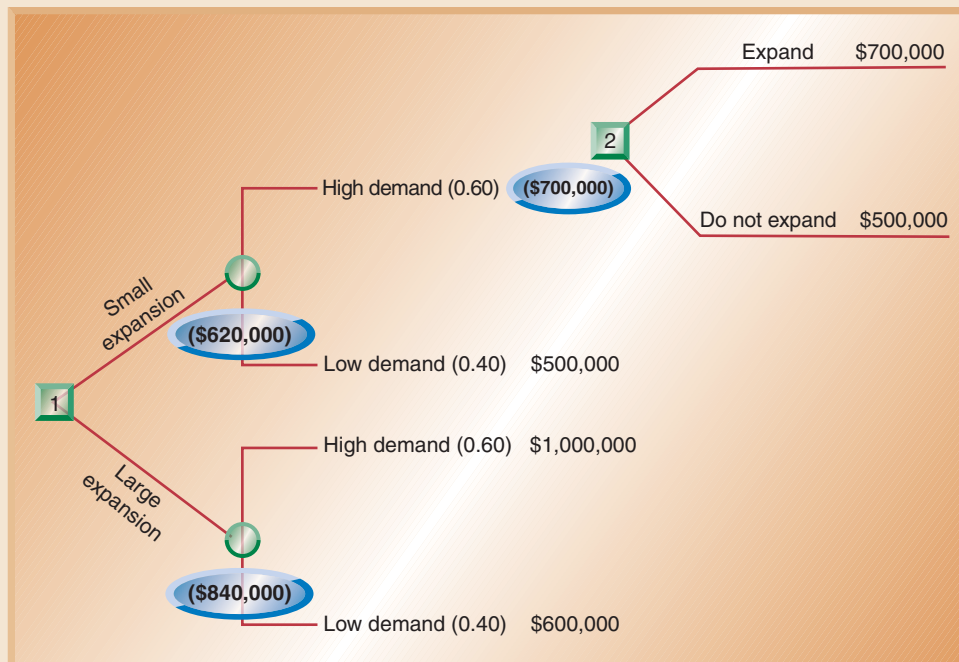 Expand $700,000
2
High demand (0.60) ($700,000)
Do not expand $500,000
Small
expansion
($620,000)
Low demand (0.40) $500,000
1
High demand (0.60) $1,000,000
Large
expansion
($840,000)
Low demand (0.40) $600,000